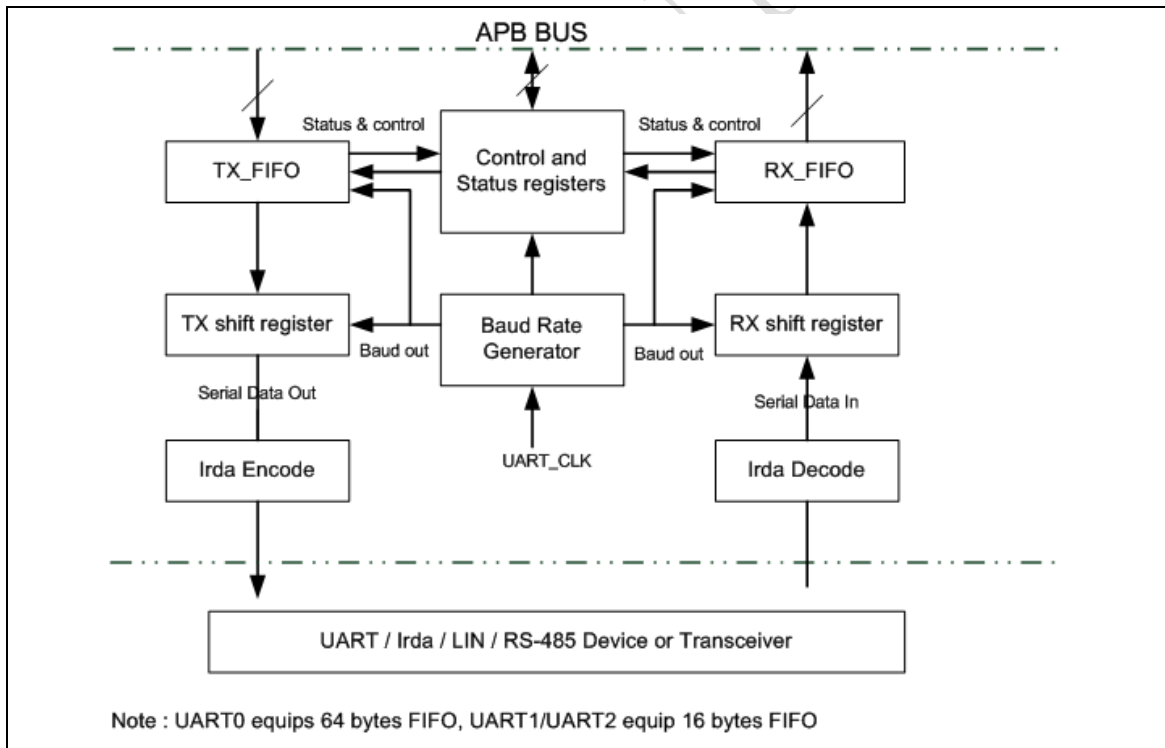 APB BUS
Status & control
Status & control
TX_FIFO
Control and
Status registers
RX_FIFO
TX shift register
Baud Rate
Generator
RX shift register
Baud out
Baud out
Serial Data Out
Serial Data In
Irda Encode
UART_CLK
Irda Decode
UART / Irda / LIN / RS-485 Device or Transceiver
Note : UART0 equips 64 bytes FIFO, UART1/UART2 equip 16 bytes FIFO